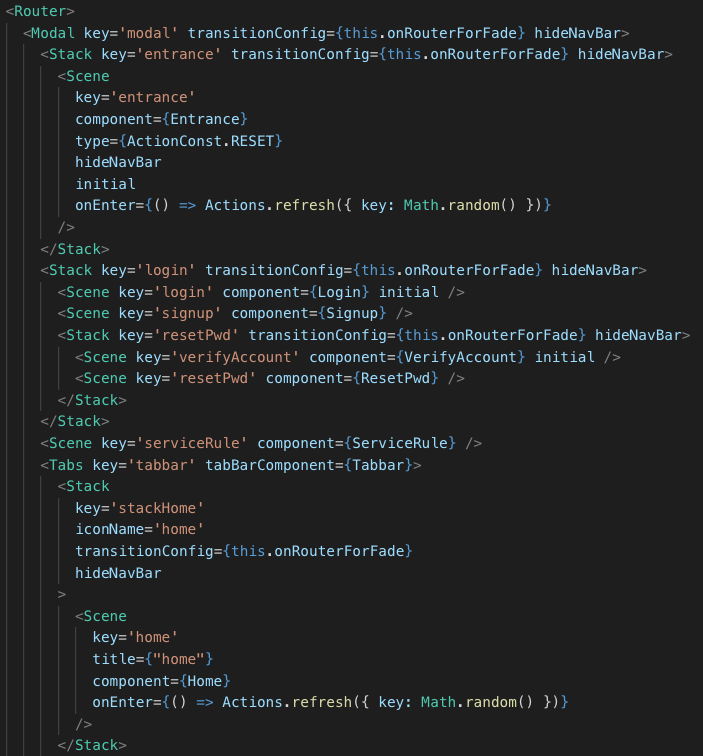 <Router>
<Modal key='modal' transitionConfig={this.onRouterForFade} hideNavBar>
<Stack key='entrance' transitionConfig={this.onRouterForFade} hideNavBar>
<Scene
key='entrance'
component={Entrance}
type={ActionConst.RESET}
hideNavBar
initial
onEnter={() => Actions.refresh({ key: Math.random() })}
/>
</Stack>
<Stack key='login' transitionConfig={this.onRouterForFade} hideNavBar>
<Scene key='login' component={Login} initial />
<Scene key='signup' component={Signup} />
<Stack key='resetPwd' transitionConfig={this.onRouterForFade} hideNavBar>
<Scene key='verifyAccount' component={VerifyAccount} initial />
<Scene key='resetPwd' component={ResetPwd} />
</Stack>
</Stack>
<Scene key='serviceRule' component={ServiceRule} />
<Tabs key='tabbar' tabBarComponent={Tabbar}>
<Stack
key='stackHome'
iconName='home'
transitionConfig={this.onRouterForFade}
hideNavBar
>
<Scene
key='home'
title={"home"}
component={Home}
onEnter={() => Actions.refresh({ key: Math.random() })}
/>
</Stack>